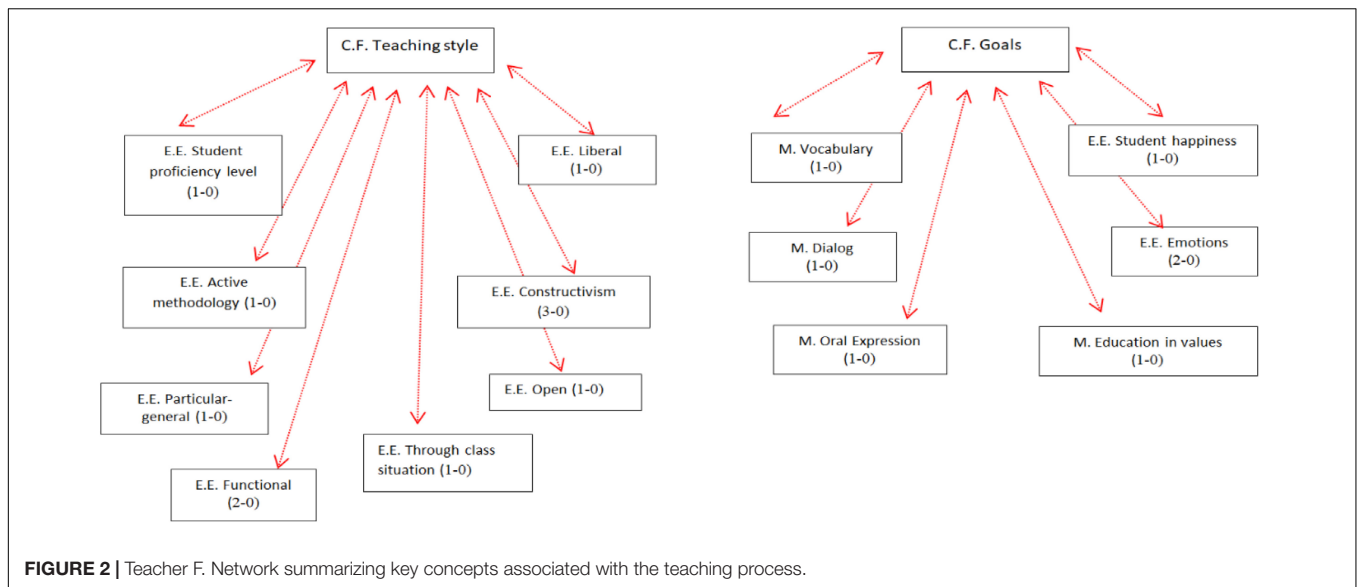 C.F. Teaching style
E.E. Student
proficiency level
(1-0)
E.E. Liberal
(1-0)
E.E. Active
methodology (1-0)
E.E. Constructivism
(3-0)
E.E. Particular-
general (1-0)
E.E. Open (1-0)
E.E. Through class
situation (1-0)
E.E. Functional
(2-0)
C.F. Goals
M. Vocabulary
(1-0)
E.E. Student happiness
(1-0)
M. Dialog
(1-0)
E.E. Emotions
(2-0)
M. Oral Expression
(1-0)
M. Education in values
(1-0)
FIGURE 2 | Teacher F. Network summarizing key concepts associated with the teaching process.